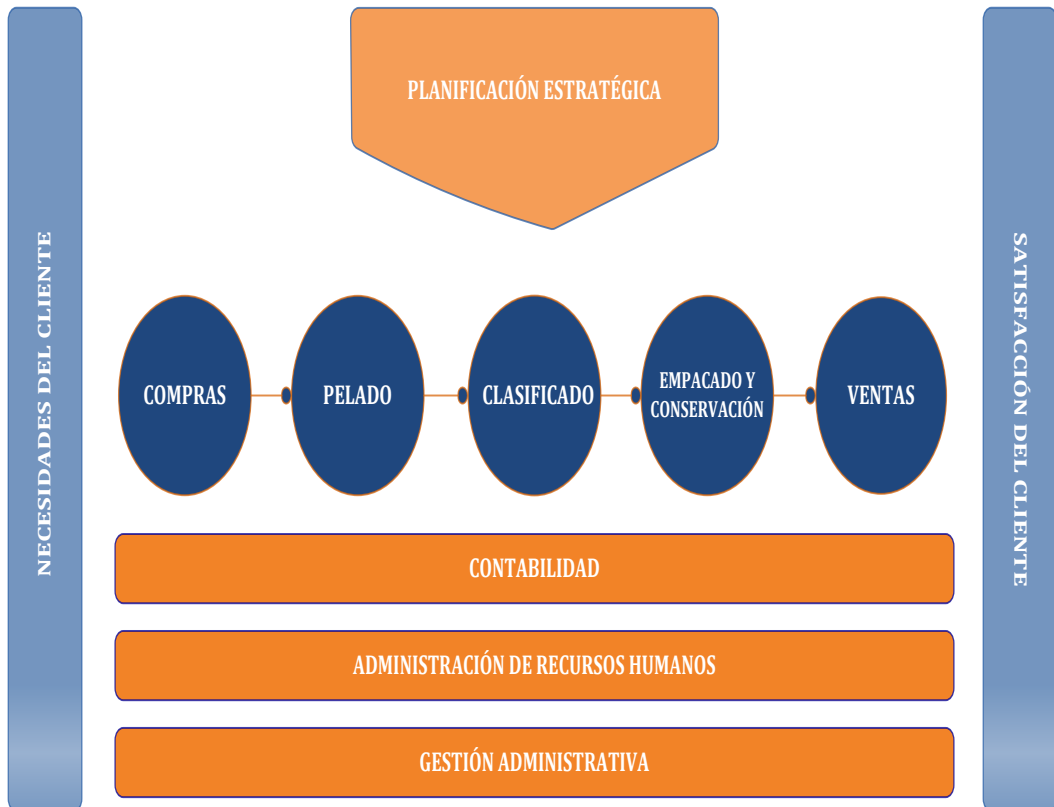 PLANIFICACIÓN ESTRATÉGICA
NECESIDADES DEL CLIENTE
COMPRAS
PELADO
CLASIFICADO
EMPACADO Y
CONSERVACIÓN
VENTAS
SATISFACCIÓN DEL CLIENTE
CONTABILIDAD
ADMINISTRACIÓN DE RECURSOS HUMANOS
GESTIÓN ADMINISTRATIVA